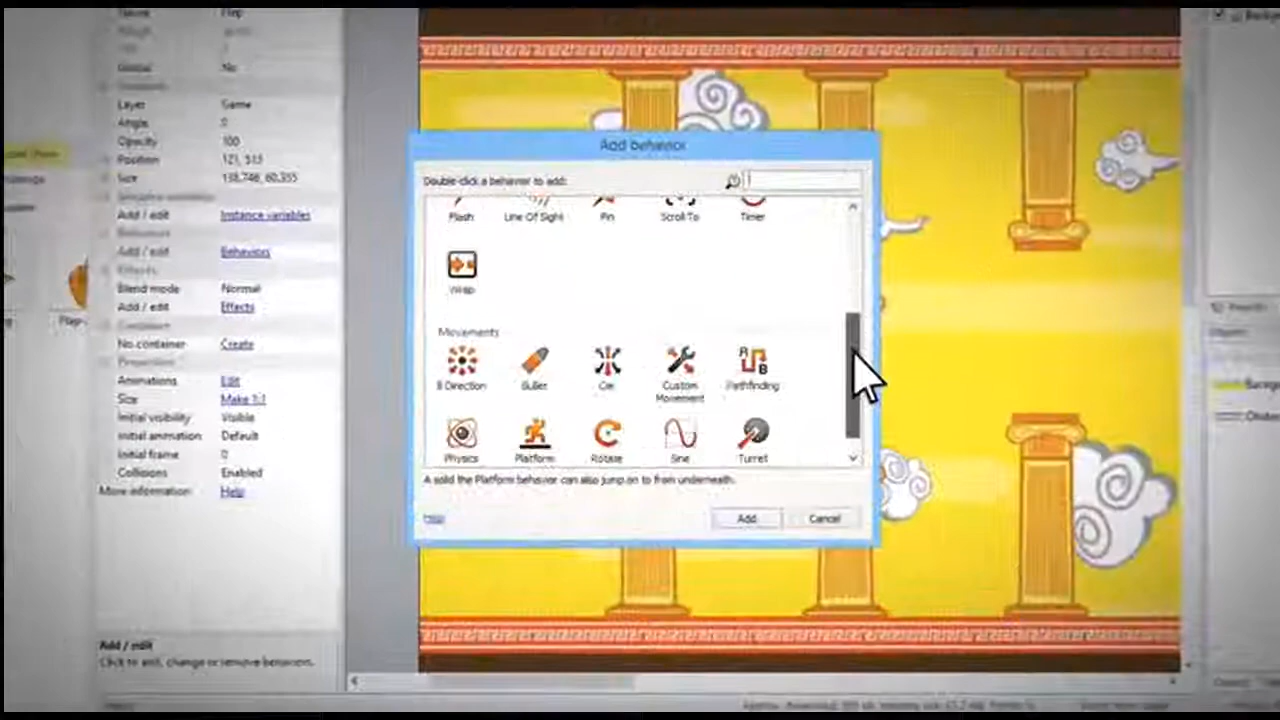 Global No
Layer Game
Angle 0
Opacity 100
Position 121, 515
Size 138.746, 60.355
Add / edit Instance variables
Add / edit Behaviors
Effects
Blend mode Normal
Add / edit Effects
No container Create
Animations Edit
Size Make 1:1
Initial visibility Visible
Initial animation Default
Initial frame 0
Collisions Enabled
More information Help
Add / edit
Click to add, change or remove behaviors.
Add behavior
Double-click a behavior to add:
Flash Line Of Sight Pin Scroll To Timer
Wrap
Movements
8 Direction Bullet Car Custom Movement Pathfinding
Physics Platform Rotate Sine Turret
A solid the Platform behavior can also jump on to from underneath.
Help Add Cancel